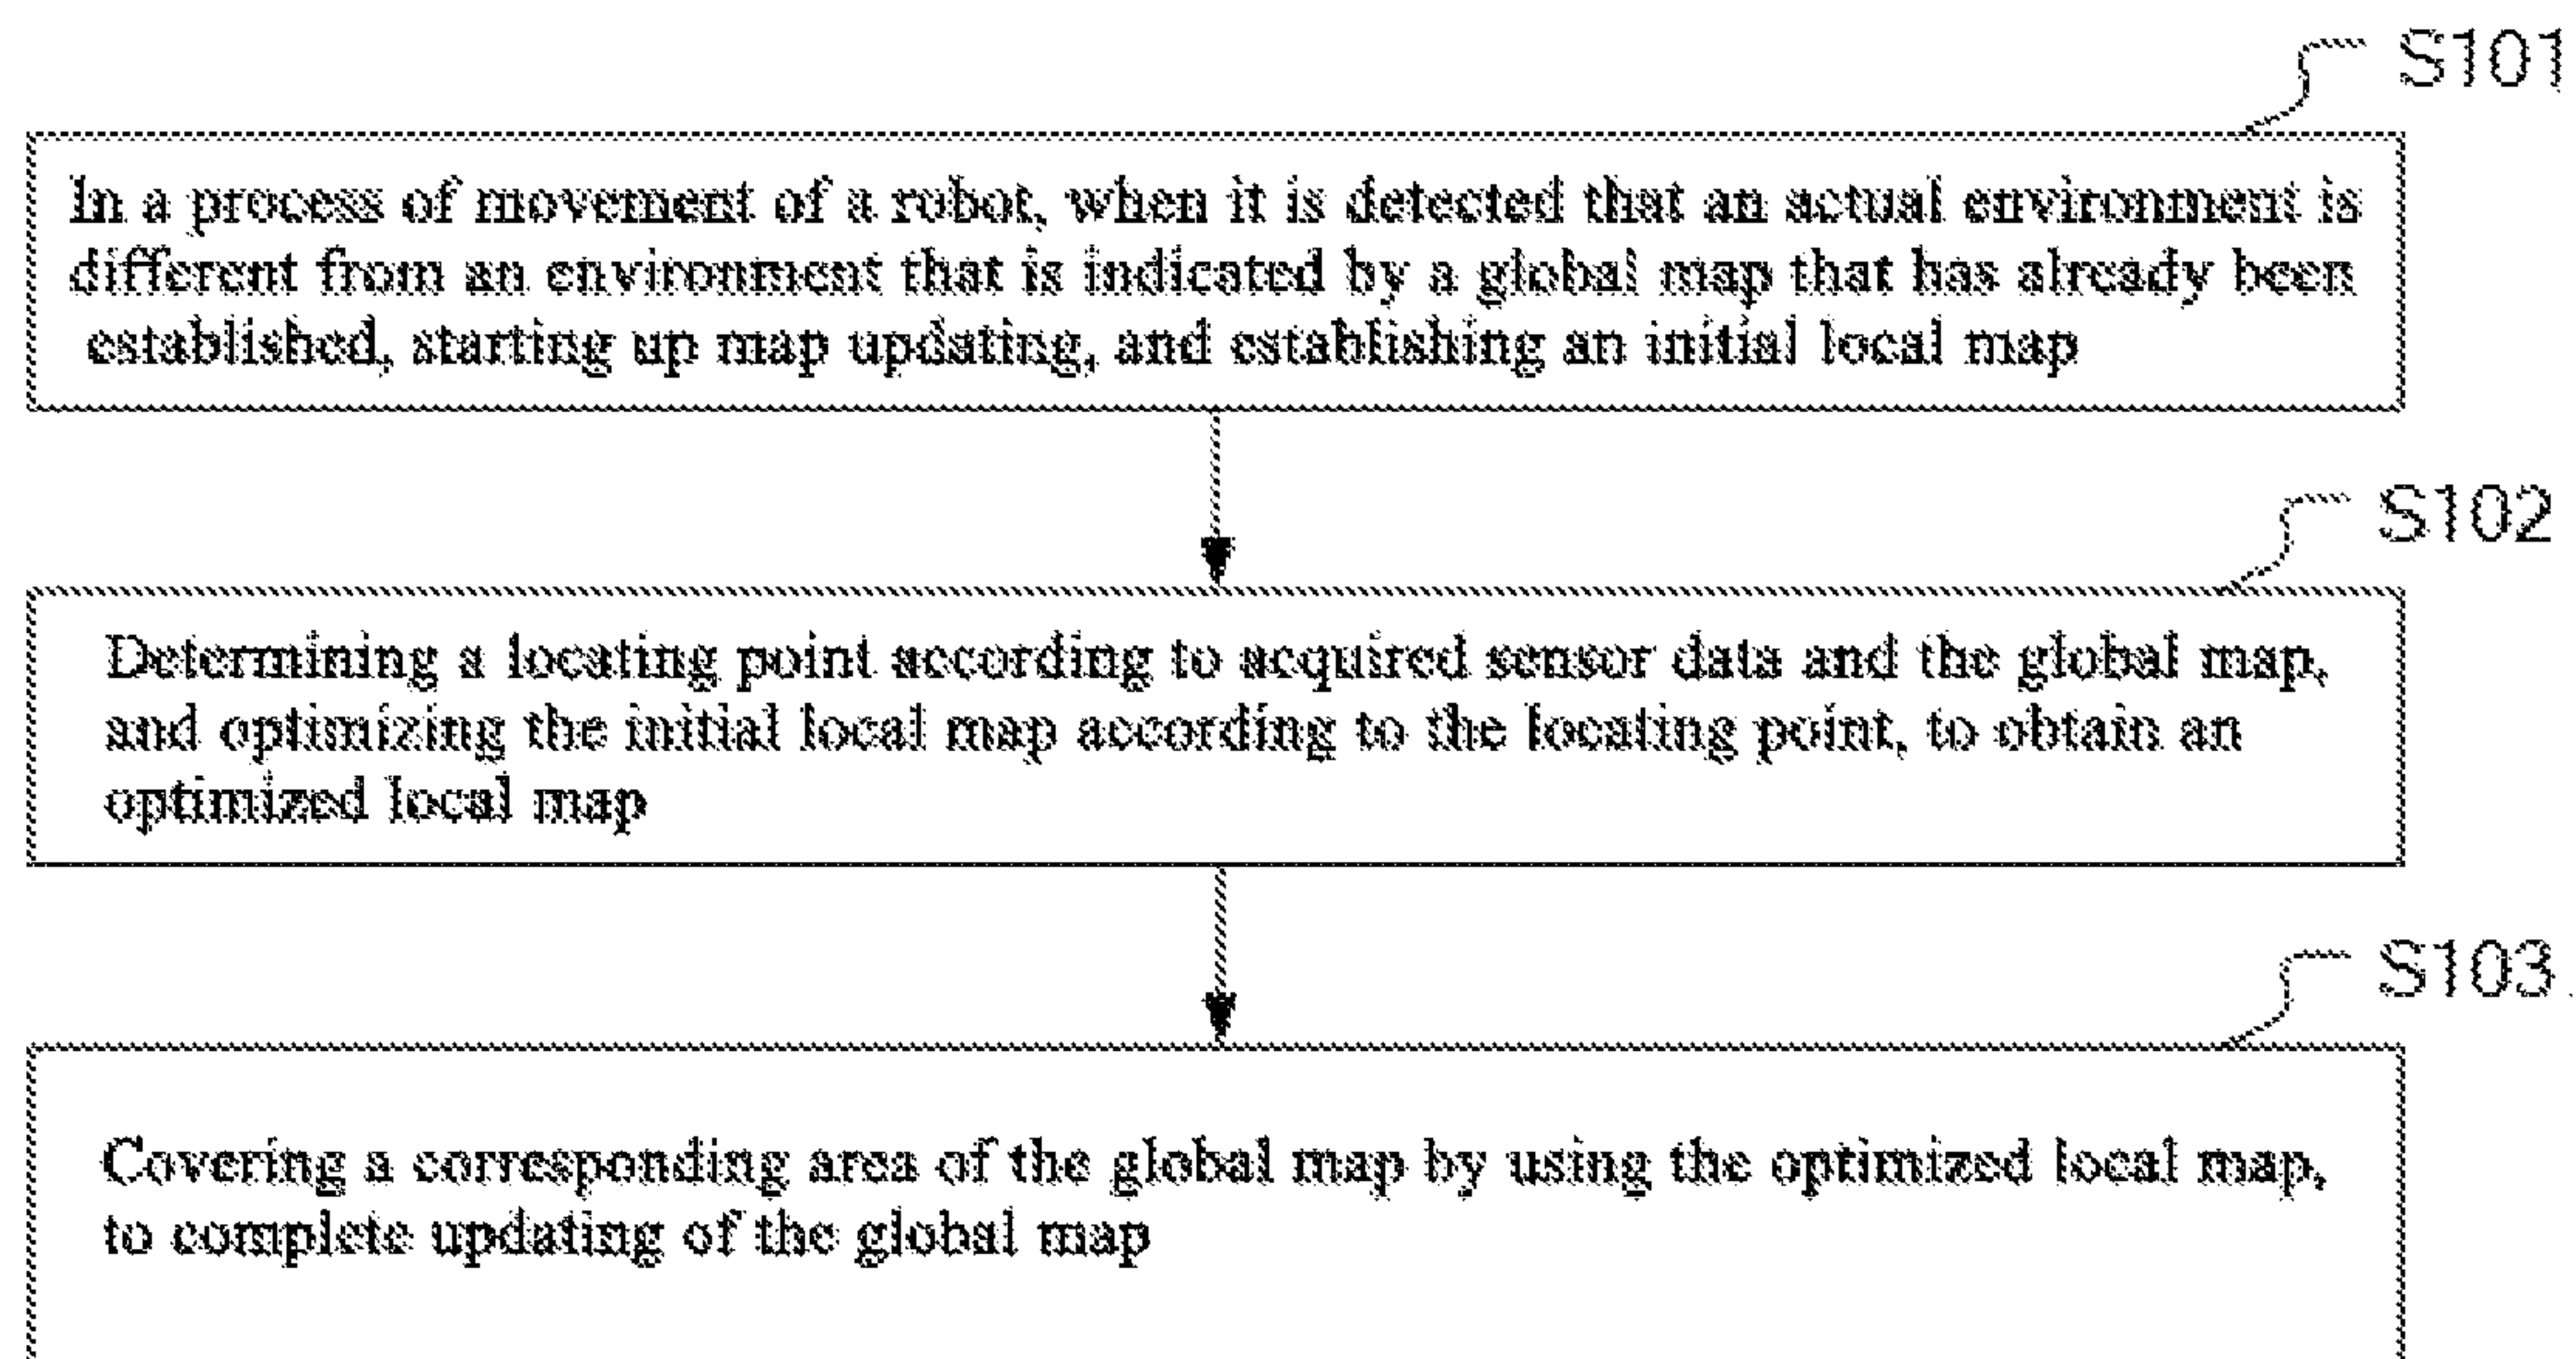 S101
In a process of movement of a robot, when it is detected that an actual environment is
different from an environment that is indicated by a global map that has already been
established, starting up map updating, and establishing an initial local map
S102
Determining a locating point according to acquired sensor data and the global map,
and optimizing the initial local map according to the locating point, to obtain an
optimized local map
S103
Covering a corresponding area of the global map by using the optimized local map,
to complete updating of the global map